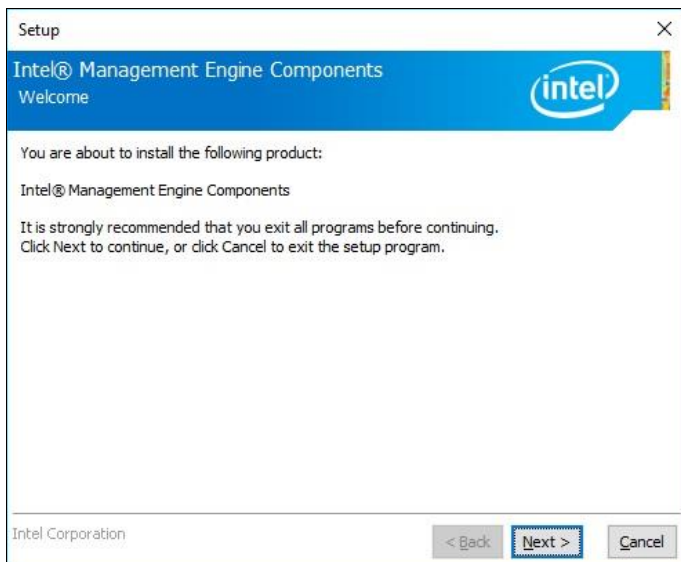 Setup
Intel® Management Engine Components
Welcome
intel
You are about to install the following product:
Intel® Management Engine Components
It is strongly recommended that you exit all programs before continuing.
Click Next to continue, or click Cancel to exit the setup program.
Intel Corporation
< Back Next > Cancel